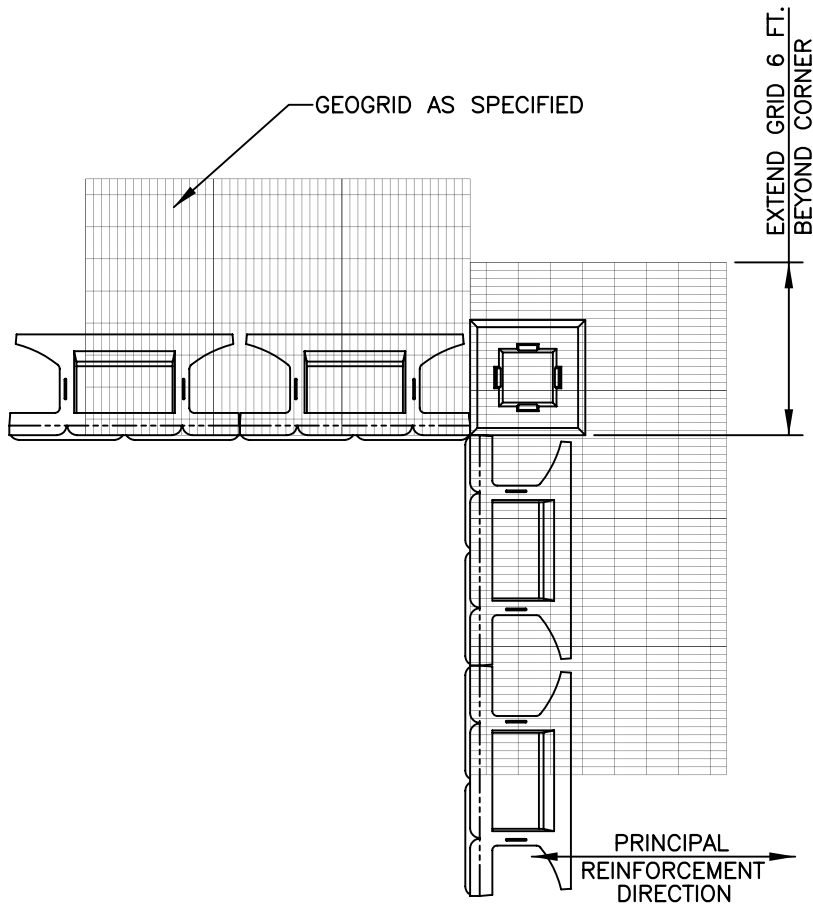 EXTEND GRID 6 FT.
BEYOND CORNER
GEOGRID AS SPECIFIED
PRINCIPAL
REINFORCEMENT
DIRECTION